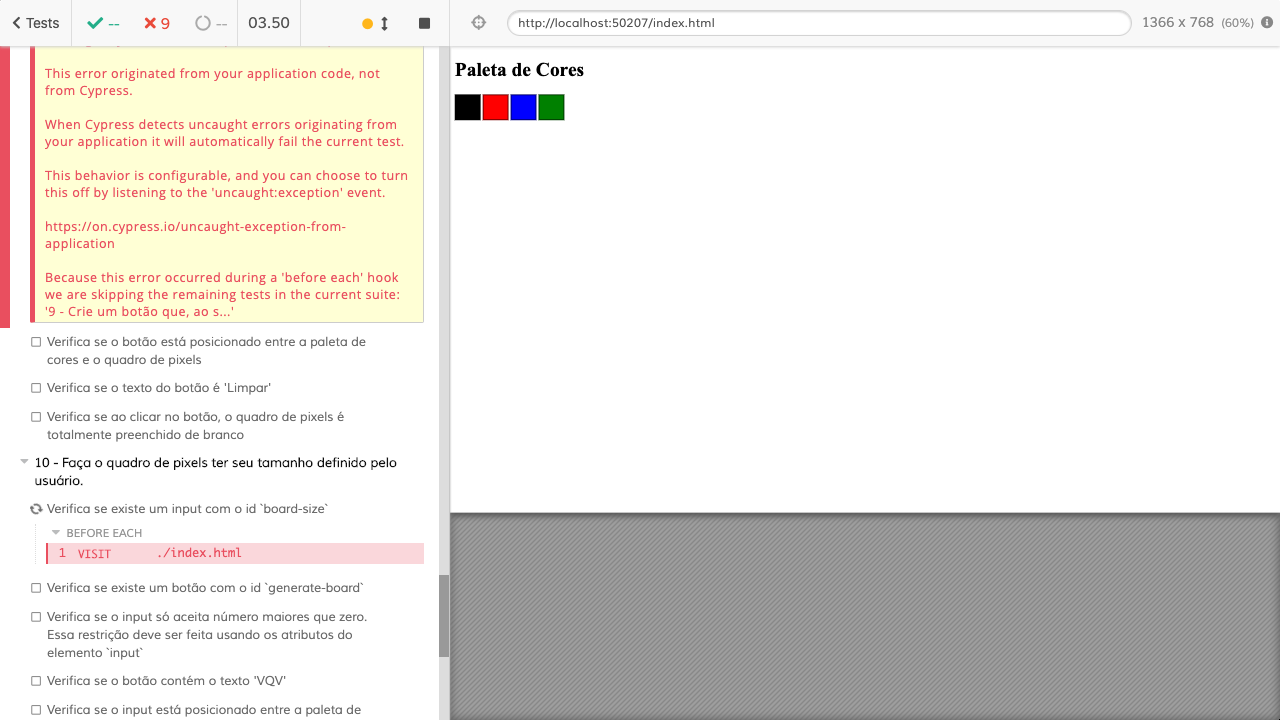 Tests
--
9
--
03.50
http://localhost:50207/index.html
1366 x 768 (60%)
This error originated from your application code, not
from Cypress.
When Cypress detects uncaught errors originating from
your application it will automatically fail the current test.
This behavior is configurable, and you can choose to turn
this off by listening to the 'uncaught:exception' event.
https://on.cypress.io/uncaught-exception-from-
application
Because this error occurred during a 'before each' hook
we are skipping the remaining tests in the current suite:
'9 - Crie um botão que, ao s...'
Verifica se o botão está posicionado entre a paleta de
cores e o quadro de pixels
Verifica se o texto do botão é 'Limpar'
Verifica se ao clicar no botão, o quadro de pixels é
totalmente preenchido de branco
10 - Faça o quadro de pixels ter seu tamanho definido pelo
usuário.
Verifica se existe um input com o id `board-size`
BEFORE EACH
1 VISIT ./index.html
Verifica se existe um botão com o id `generate-board`
Verifica se o input só aceita número maiores que zero.
Essa restrição deve ser feita usando os atributos do
elemento `input`
Verifica se o botão contém o texto 'VQV'
Verifica se o input está posicionado entre a paleta de
Paleta de Cores